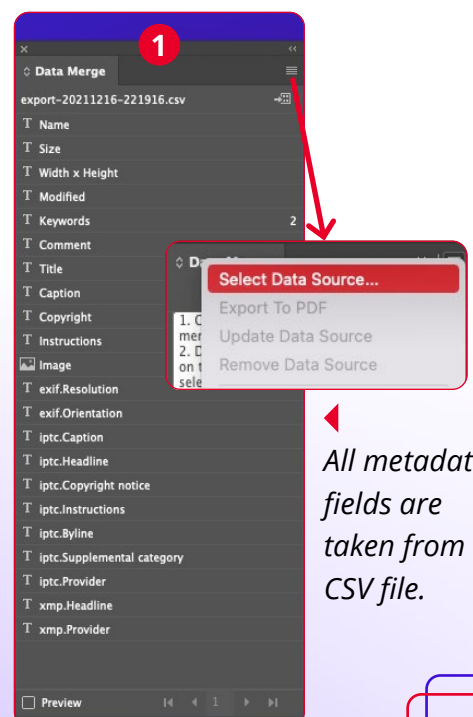 1
Data Merge
export-20211216-221916.csv
Name
Size
Width x Height
Modified
Keywords 2
Comment
Title
Caption
Copyright
Instructions
Image
exif.Resolution
exif.Orientation
iptc.Caption
iptc.Headline
iptc.Copyright notice
iptc.Instructions
iptc.Byline
iptc.Supplemental category
iptc.Provider
xmp.Headline
xmp.Provider
Preview 1
Select Data Source...
Export To PDF
Update Data Source
Remove Data Source
1.
2.
on
All metadat
fields are
taken from
CSV file.